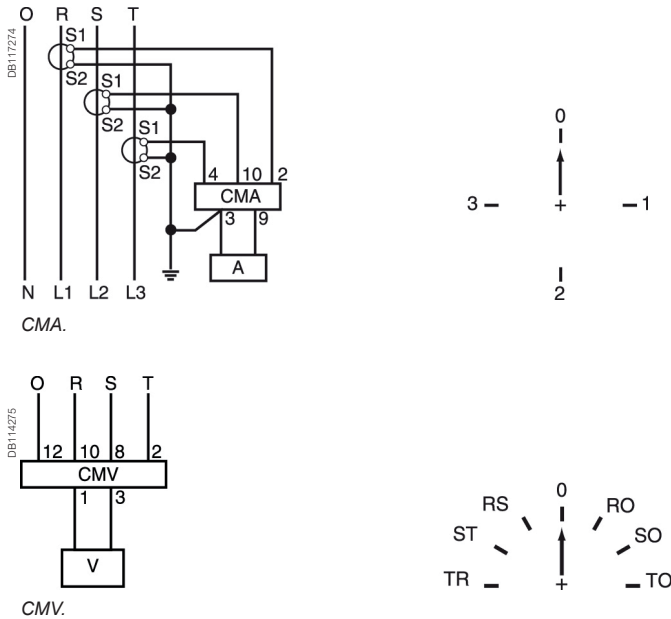 O R S T
DB117274
S1
S2
S1
S2
S1
S2
4 10 2
CMA
3 9
A
N L1 L2 L3
CMA.
0
3 + 1
2
O R S T
DB114275
12 10 8 2
CMV
1 3
V
CMV.
0
RS RO
ST SO
TR + TO